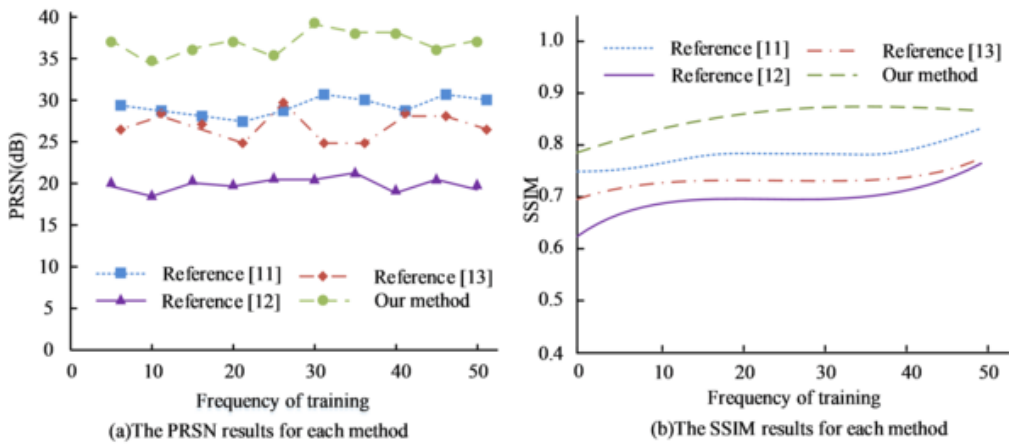 40
35
30
25
20
15
10
5
0
PRSN(dB)
Reference [11]
Reference [13]
Reference [12]
Our method
0 10 20 30 40 50
Frequency of training
(a)The PRSN results for each method
1.0
0.9
0.8
0.7
0.6
0.5
0.4
SSIM
Reference [11]
Reference [13]
Reference [12]
Our method
0 10 20 30 40 50
Frequency of training
(b)The SSIM results for each method